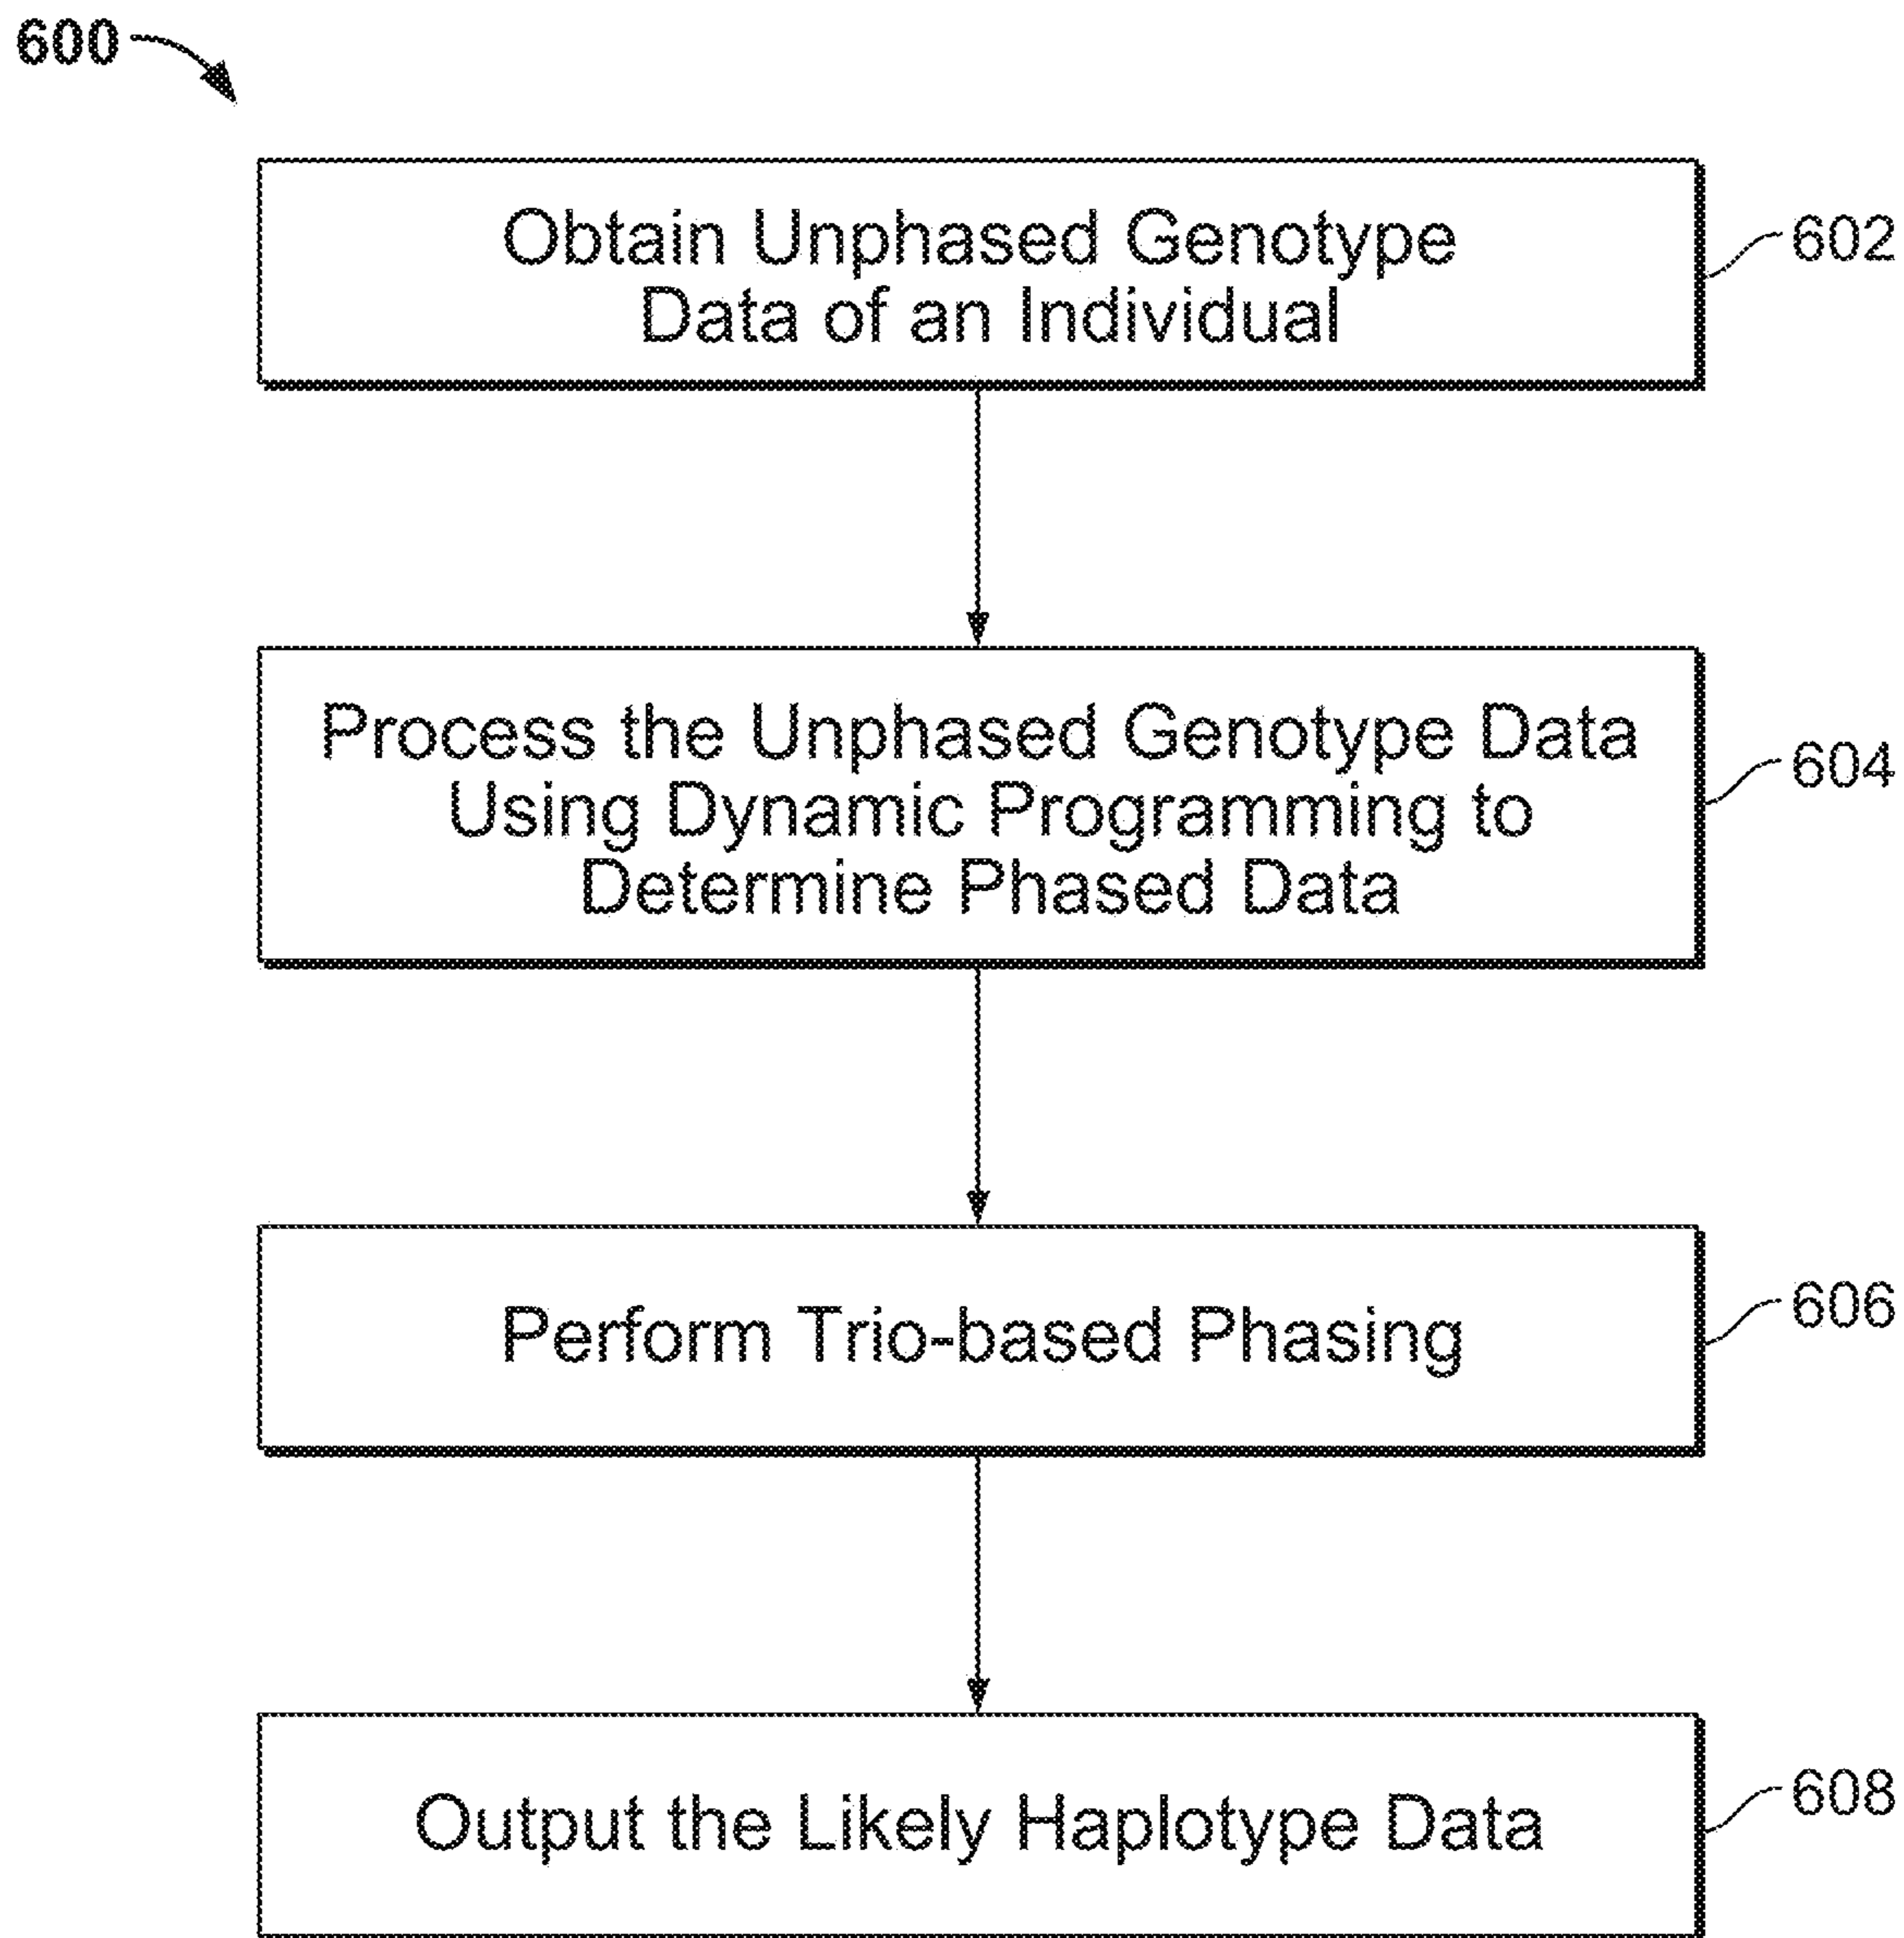 600
Obtain Unphased Genotype
Data of an Individual
602
Process the Unphased Genotype Data
Using Dynamic Programming to
Determine Phased Data
604
Perform Trio-based Phasing
606
Output the Likely Haplotype Data
608